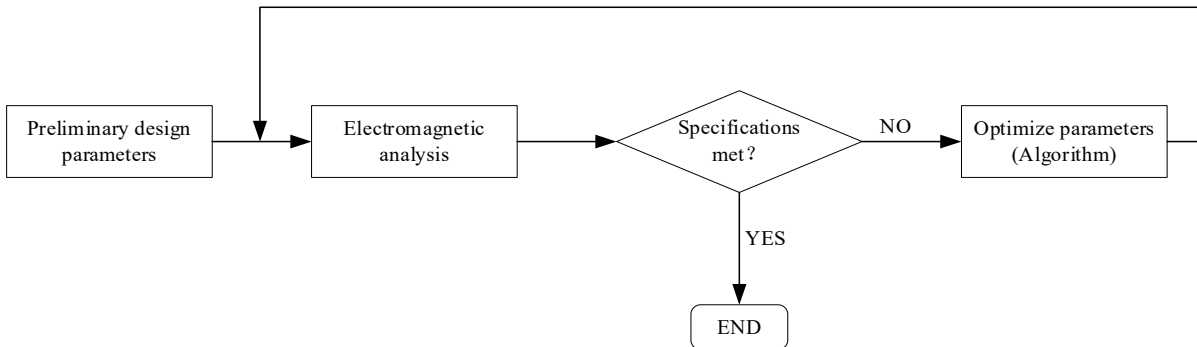 Preliminary design
parameters
Electromagnetic
analysis
Specifications
met?
NO
Optimize parameters
(Algorithm)
YES
END